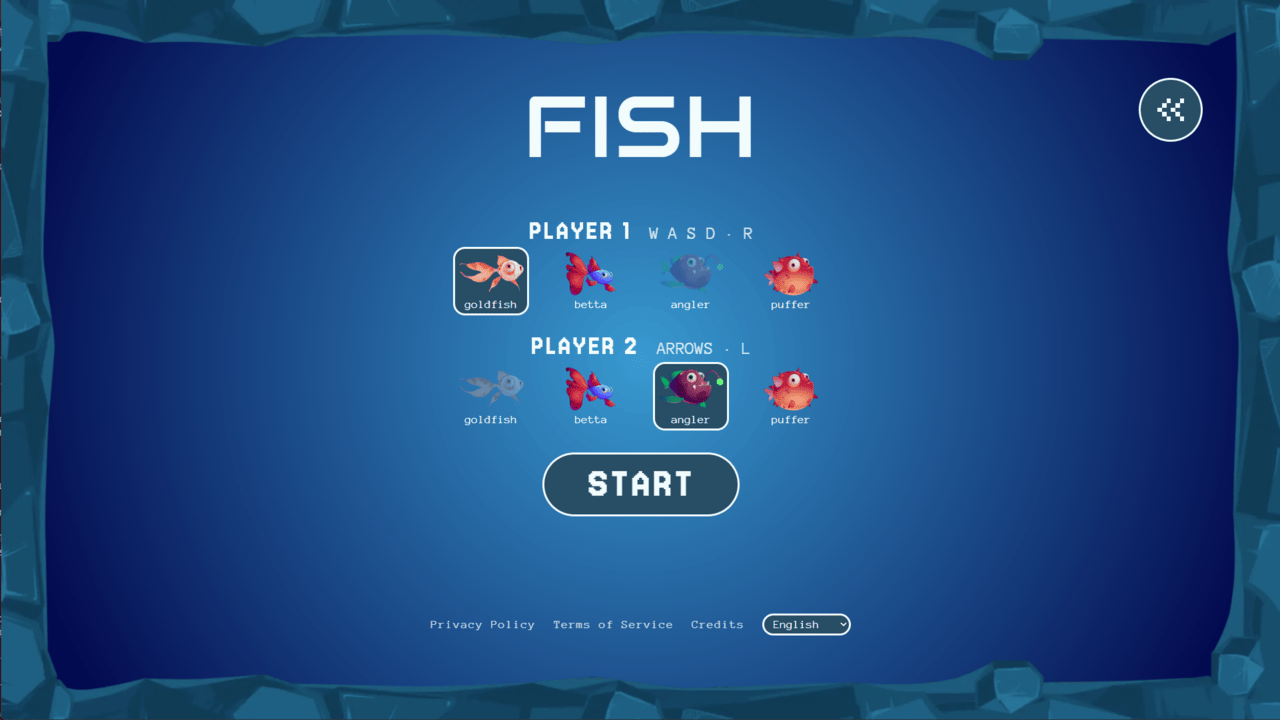 FISH
PLAYER 1 W A S D · R
goldfish betta angler puffer
PLAYER 2 ARROWS · L
goldfish betta angler puffer
START
Privacy Policy Terms of Service Credits English